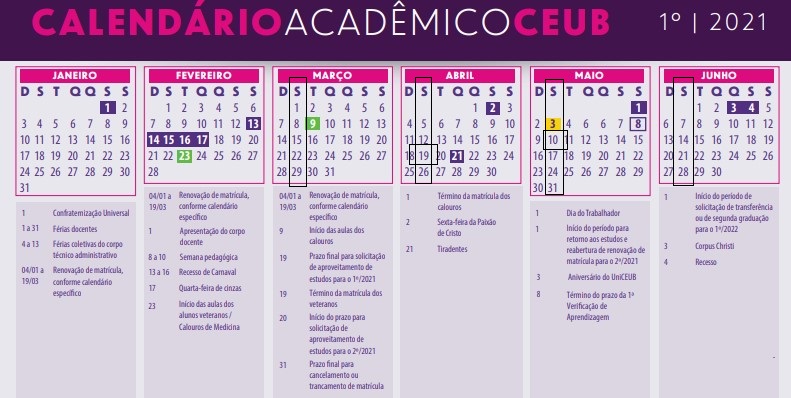 CALENDÁRIOACADÊMICOCEUB 1º | 2021
JANEIRO
D S T Q Q S S
1 2
3 4 5 6 7 8 9
10 11 12 13 14 15 16
17 18 19 20 21 22 23
24 25 26 27 28 29 30
31
1 Confraternização Universal
1 a 31 Férias docentes
4 a 13 Férias coletivas do corpo
técnico administrativo)
04/01 a Renovação de matrícula,
19/03 conforme calendário
específico)
FEVEREIRO
D S T Q Q S S
1 2 3 4 5 6
7 8 9 10 11 12 13
14 15 16 17 18 19 20
21 22 23 24 25 26 27
28
04/01 a Renovação de matrícula,
19/03 conforme calendário
específico
1 Apresentação do corpo
docente
8 a 10 Semana pedagógica
13 a 16 Recesso de Carnaval
17 Quarta-feira de cinzas
23 Início das aulas dos
alunos veteranos /
Calouros de Medicina
MARÇO
D S T Q Q S S
1 2 3 4 5 6
7 8 9 10 11 12 13
14 15 16 17 18 19 20
21 22 23 24 25 26 27
28 29 30 31
04/01 a Renovação de matrícula,
19/03 conforme calendário
específico
9 Início das aulas dos
calouros
19 Prazo final para solicitação
de aproveitamento de
estudos para o 1º/2021
19 Término da matrícula dos
veteranos
20 Início do prazo para
solicitação de
aproveitamento de
estudos para o 2º/2021
31 Prazo final para
cancelamento ou
trancamento de matrícula
ABRIL
D S T Q Q S S
1 2 3
4 5 6 7 8 9 10
11 12 13 14 15 16 17
18 19 20 21 22 23 24
25 26 27 28 29 30
1 Término da matrícula dos
calouros
2 Sexta-feira da Paixão
de Cristo
21 Tiradentes
MAIO
D S T Q Q S S
1
2 3 4 5 6 7 8
9 10 11 12 13 14 15
16 17 18 19 20 21 22
23 24 25 26 27 28 29
30 31
1 Dia do Trabalhador
1 Início do período para
retorno aos estudos e
reabertura de renovação de
matrícula para o 2º/2021)
3 Aniversário do UniCEUB
8 Término do prazo da 1ª
Verificação de
Aprendizagem
JUNHO
D S T Q Q S S
1 2 3 4 5
6 7 8 9 10 11 12
13 14 15 16 17 18 19
20 21 22 23 24 25 26
27 28 29 30
1 Início do período de
solicitação de transferência
ou de segunda graduação
para o 1º/2022
3 Corpus Christi
4 Recesso